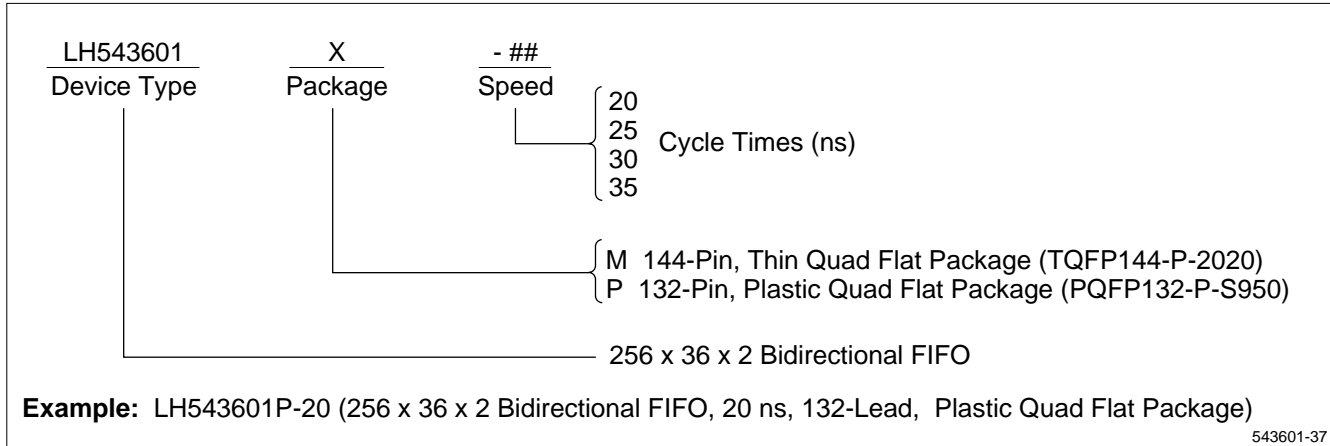 LH543601 X - ##
Device Type Package Speed
20
25
30
35
Cycle Times (ns)
M 144-Pin, Thin Quad Flat Package (TQFP144-P-2020)
P 132-Pin, Plastic Quad Flat Package (PQFP132-P-S950)
256 x 36 x 2 Bidirectional FIFO
Example: LH543601P-20 (256 x 36 x 2 Bidirectional FIFO, 20 ns, 132-Lead, Plastic Quad Flat Package)
543601-37